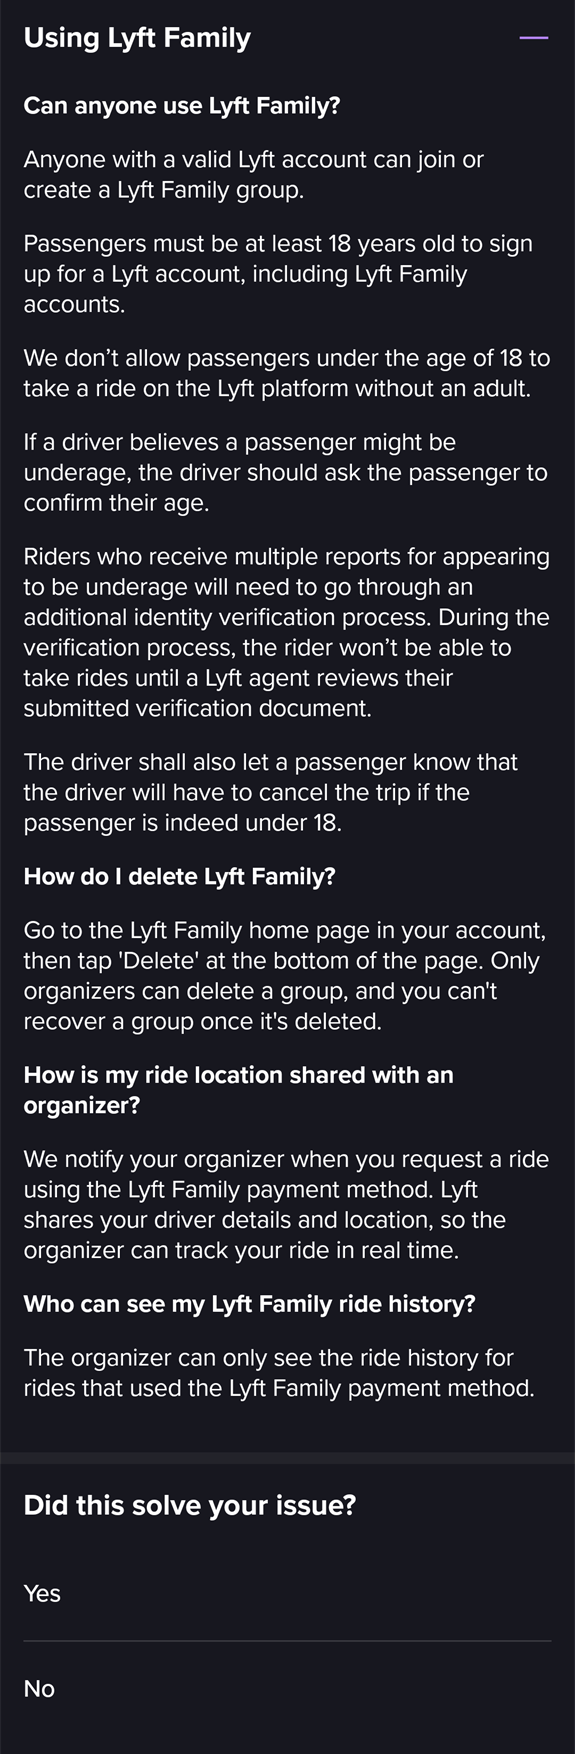 Using Lyft Family
Can anyone use Lyft Family?
Anyone with a valid Lyft account can join or
create a Lyft Family group.
Passengers must be at least 18 years old to sign
up for a Lyft account, including Lyft Family
accounts.
We don’t allow passengers under the age of 18 to
take a ride on the Lyft platform without an adult.
If a driver believes a passenger might be
underage, the driver should ask the passenger to
confirm their age.
Riders who receive multiple reports for appearing
to be underage will need to go through an
additional identity verification process. During the
verification process, the rider won’t be able to
take rides until a Lyft agent reviews their
submitted verification document.
The driver shall also let a passenger know that
the driver will have to cancel the trip if the
passenger is indeed under 18.
How do I delete Lyft Family?
Go to the Lyft Family home page in your account,
then tap 'Delete' at the bottom of the page. Only
organizers can delete a group, and you can't
recover a group once it's deleted.
How is my ride location shared with an
organizer?
We notify your organizer when you request a ride
using the Lyft Family payment method. Lyft
shares your driver details and location, so the
organizer can track your ride in real time.
Who can see my Lyft Family ride history?
The organizer can only see the ride history for
rides that used the Lyft Family payment method.
Did this solve your issue?
Yes
No